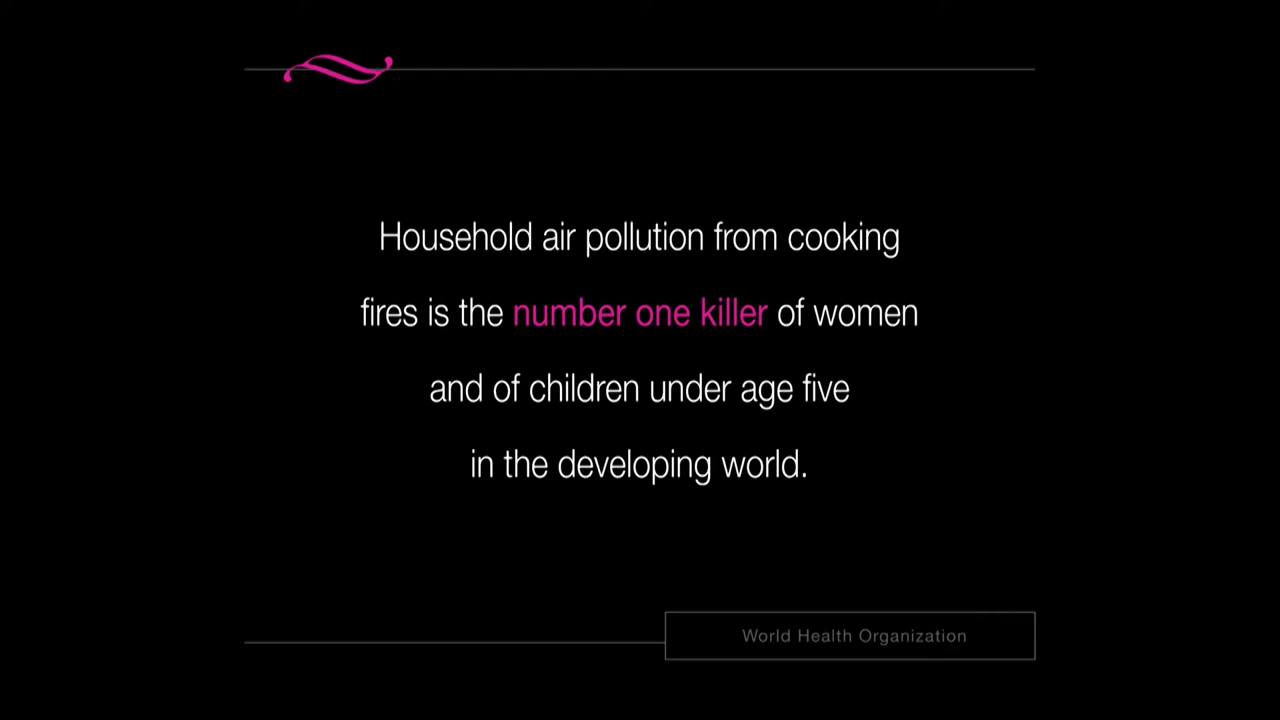 Household air pollution from cooking
fires is the number one killer of women
and of children under age five
in the developing world.
World Health Organization